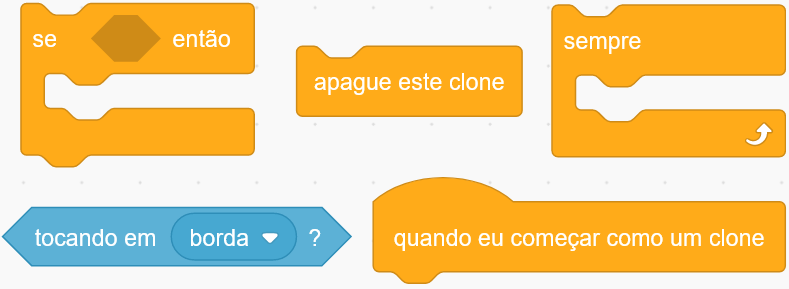 se então
apague este clone
sempre
tocando em borda ?
quando eu começar como um clone